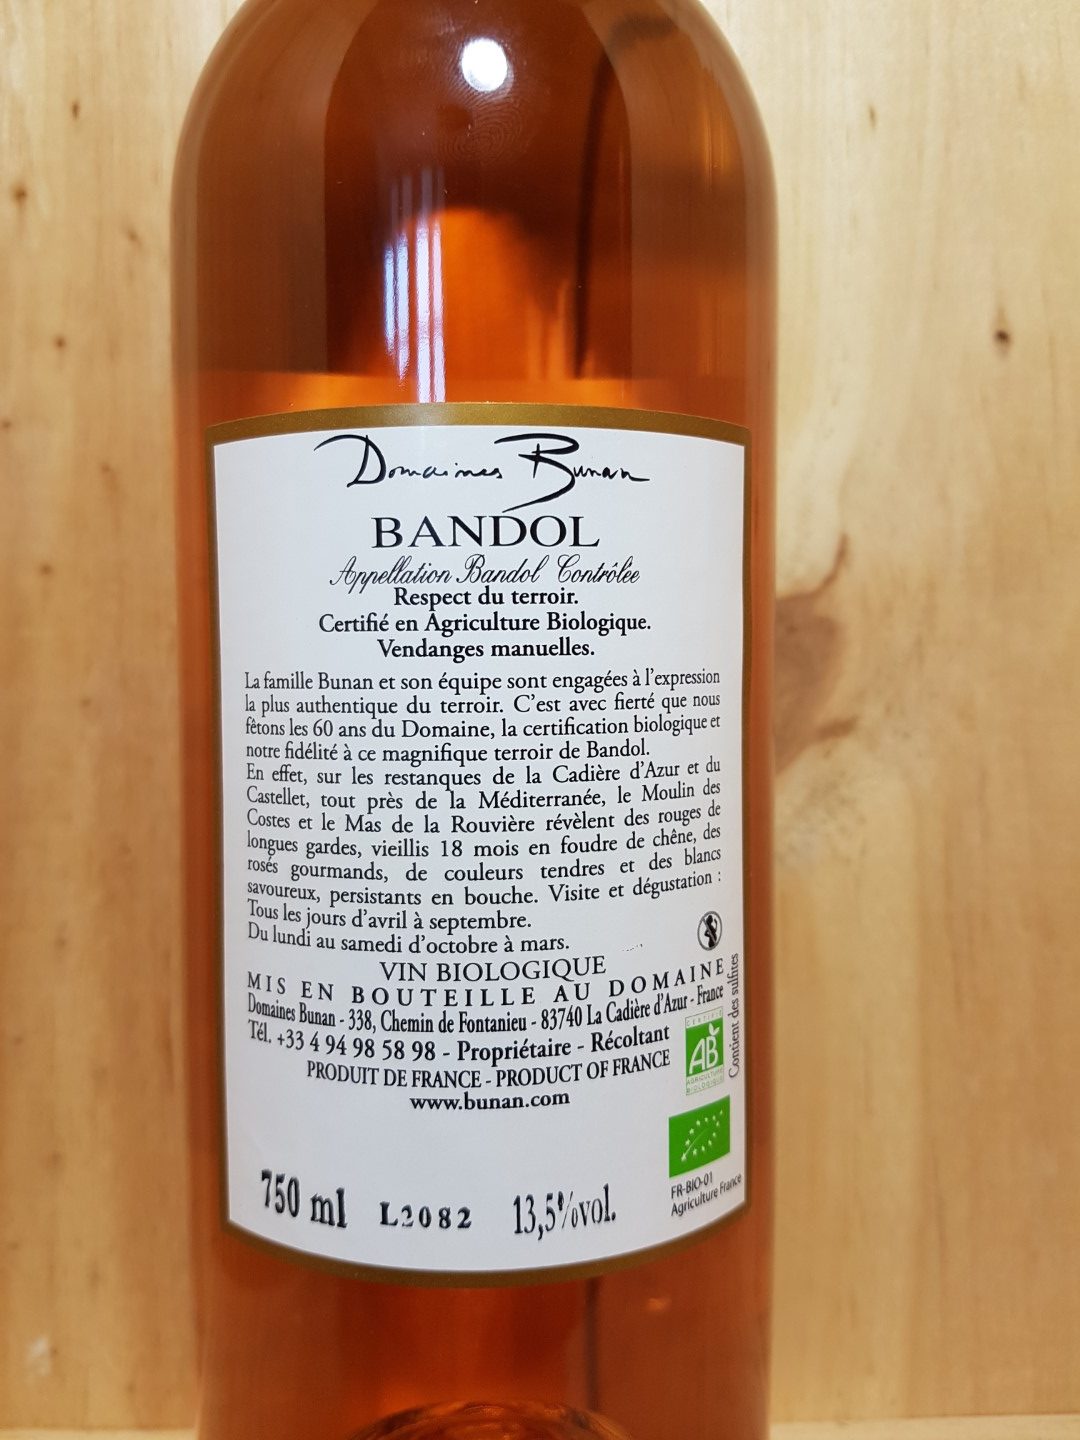 Domaines Bunan
BANDOL
Appellation Bandol Contrôlée
Respect du terroir.
Certifié en Agriculture Biologique.
Vendanges manuelles.
La famille Bunan et son équipe sont engagées à l'expression
la plus authentique du terroir. C'est avec fierté que nous
fêtons les 60 ans du Domaine, la certification biologique et
notre fidélité à ce magnifique terroir de Bandol.
En effet, sur les restanques de la Cadière d'Azur et du
Castellet, tout près de la Méditerranée, le Moulin des
Costes et le Mas de la Rouvière révèlent des rouges de
longues gardes, vieillis 18 mois en foudre de chêne, des
rosés gourmands, de couleurs tendres et des blancs
savoureux, persistants en bouche. Visite et dégustation :
Tous les jours d'avril à septembre.
Du lundi au samedi d'octobre à mars.
VIN BIOLOGIQUE
MIS EN BOUTEILLE AU DOMAINE
Domaines Bunan - 338, Chemin de Fontanieu - 83740 La Cadière d'Azur - France
Tél. +33 4 94 98 58 98 - Propriétaire - Récoltant
PRODUIT DE FRANCE - PRODUCT OF FRANCE
www.bunan.com
Contient des sulfites
CERTIFIÉ
AB
AGRICULTURE
BIOLOGIQUE
FR-BIO-01
Agriculture France
750 ml L2082 13,5%vol.